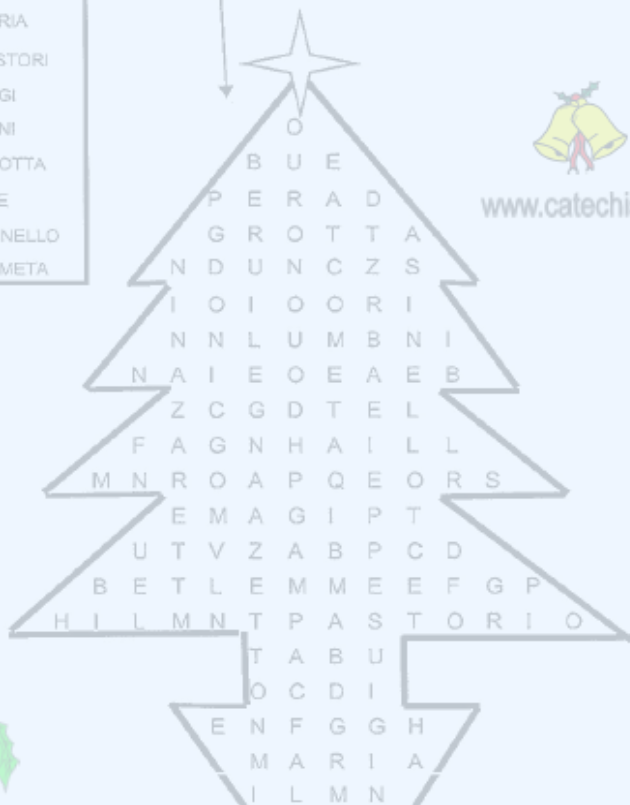 RIA
STORI
GI
NI
OTTA
E
NELLO
META
www.catechi
O
B U E
P E R A D
G R O T T A
N D U N C Z S
I O I O O R I
N N L U M B N I
N A I E O E A E B
Z C G D T E L
F A G N H A I L L
M N R O A P Q E O R S
E M A G I P T
U T V Z A B P C D
B E T L E M M E E F G P
H I L M N T P A S T O R I O
T A B U
O C D I
E N F G G H
M A R I A
I L M N